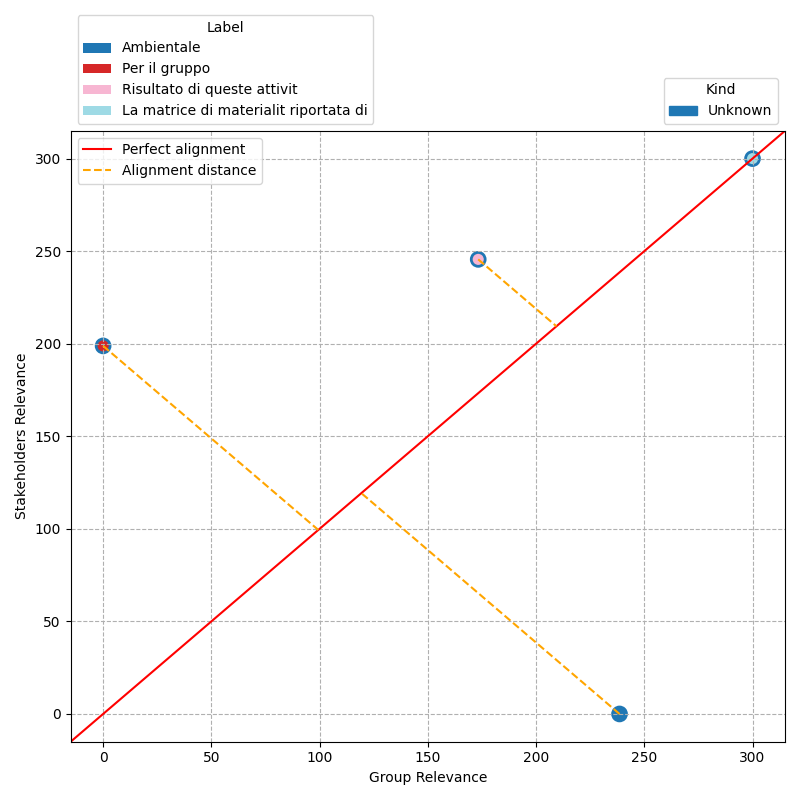 Label
Ambientale
Per il gruppo
Risultato di queste attivit
La matrice di materialit riportata di
Kind
Unknown
Perfect alignment
Alignment distance
300
250
200
150
100
50
0
Stakeholders Relevance
0 50 100 150 200 250 300
Group Relevance